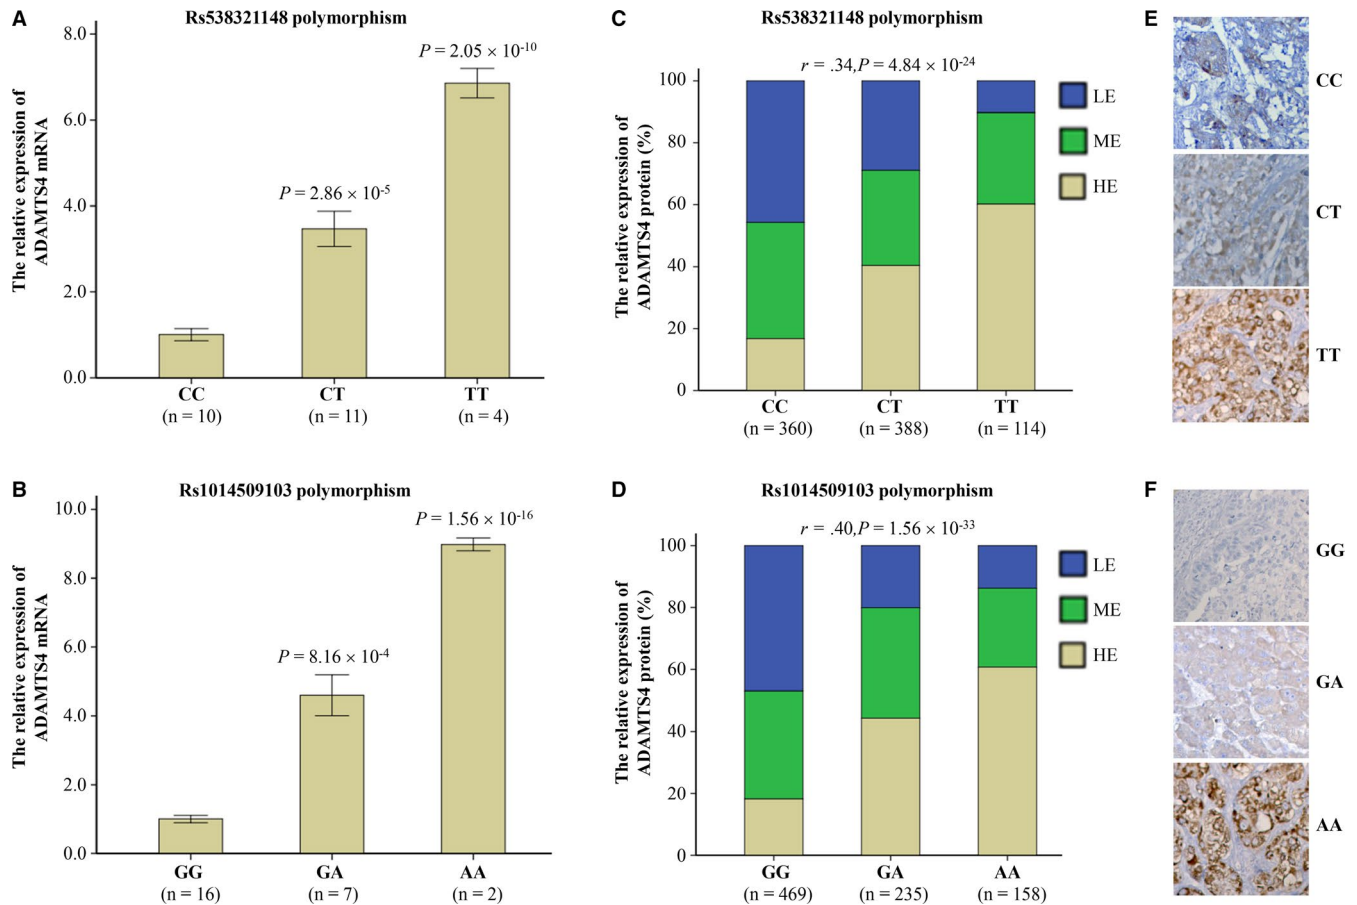 A
Rs538321148 polymorphism
The relative expression of
ADAMTS4 mRNA
8.0
6.0
4.0
2.0
0.0
P = 2.86 × 10-5
P = 2.05 × 10-10
CC
CT
TT
(n = 10)
(n = 11)
(n = 4)
B
Rs1014509103 polymorphism
The relative expression of
ADAMTS4 mRNA
10.0
8.0
6.0
4.0
2.0
0.0
P = 8.16 × 10-4
P = 1.56 × 10-16
GG
GA
AA
(n = 16)
(n = 7)
(n = 2)
C
Rs538321148 polymorphism
r = .34,P = 4.84 × 10-24
The relative expression of
ADAMTS4 protein (%)
100
80
60
40
20
0
LE
ME
HE
CC
CT
TT
(n = 360)
(n = 388)
(n = 114)
D
Rs1014509103 polymorphism
r = .40,P = 1.56 × 10-33
The relative expression of
ADAMTS4 protein (%)
100
80
60
40
20
0
LE
ME
HE
GG
GA
AA
(n = 469)
(n = 235)
(n = 158)
E
CC
CT
TT
F
GG
GA
AA